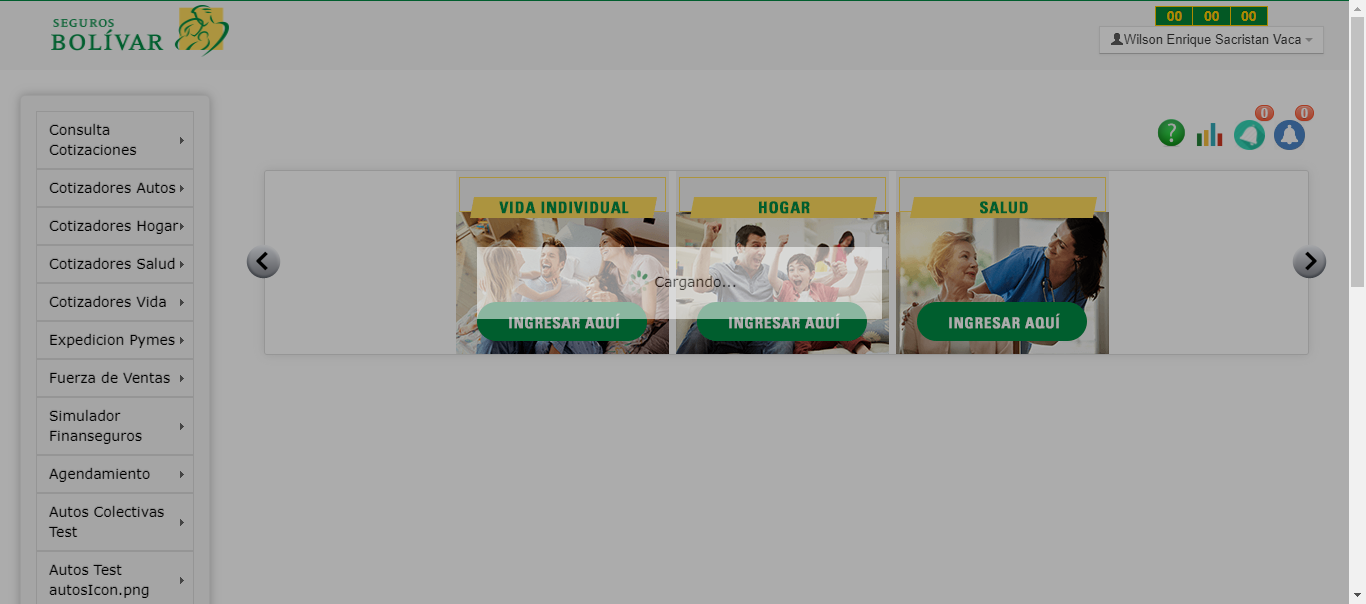 SEGUROS
BOLÍVAR
00 00 00
Wilson Enrique Sacristan Vaca
Consulta
Cotizaciones
Cotizadores Autos
Cotizadores Hogar
Cotizadores Salud
Cotizadores Vida
Expedicion Pymes
Fuerza de Ventas
Simulador
Finanseguros
Agendamiento
Autos Colectivas
Test
Autos Test
autosIcon.png
?
0
0
VIDA INDIVIDUAL
HOGAR
SALUD
Cargando...
INGRESAR AQUÍ
INGRESAR AQUÍ
INGRESAR AQUÍ